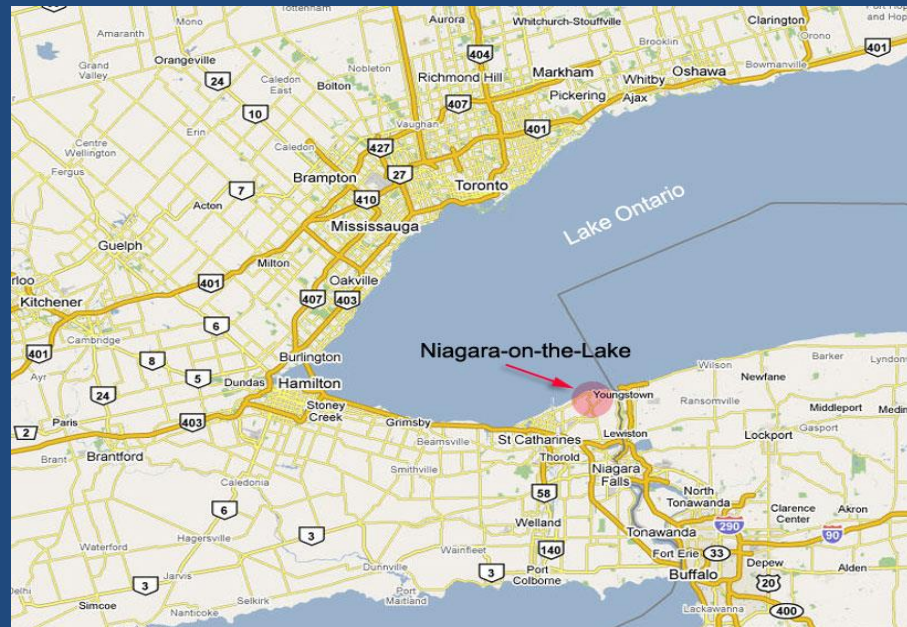 Tottenham
Aurora
Whitchurch-Stouffville
Clarington
Amaranth
Mono
Orono
Orangeville
404
Brooklin
401
Grand Valley
24
Caledon East
Nobleton
Richmond Hill
Markham
Whitby
Oshawa
Bowmanville
Bolton
407
Pickering
Ajax
10
Vaughan
Erin
Caledon
401
Centre Wellington
427
Fergus
Brampton
27
Toronto
7
410
Acton
Mississauga
Lake Ontario
Guelph
Milton
Oakville
401
407
403
Kitchener
6
Cambridge
401
8
Burlington
Niagara-on-the-Lake
Wilson
Barker
Lyndonv
Ayr
5
Dundas
Hamilton
Newfane
24
Stoney Creek
Youngstown
Ransomville
Paris
403
Grimsby
Middleport
Medin
2
Beamsville
St Catharines
Lewiston
Gasport
Brant
Brantford
Thorold
Lockport
Smithville
Niagara Falls
Caledonia
58
North Tonawanda
6
Clarence Center
Akron
Hagersville
Welland
Tonawanda
290
90
3
Waterford
Wainfleet
140
Fort Erie
33
Depew
Alden
Jarvis
Dunnville
3
Port Colborne
Buffalo
20
3
Simcoe
Selkirk
Port Maitland
Nanticoke
Lackawanna
400